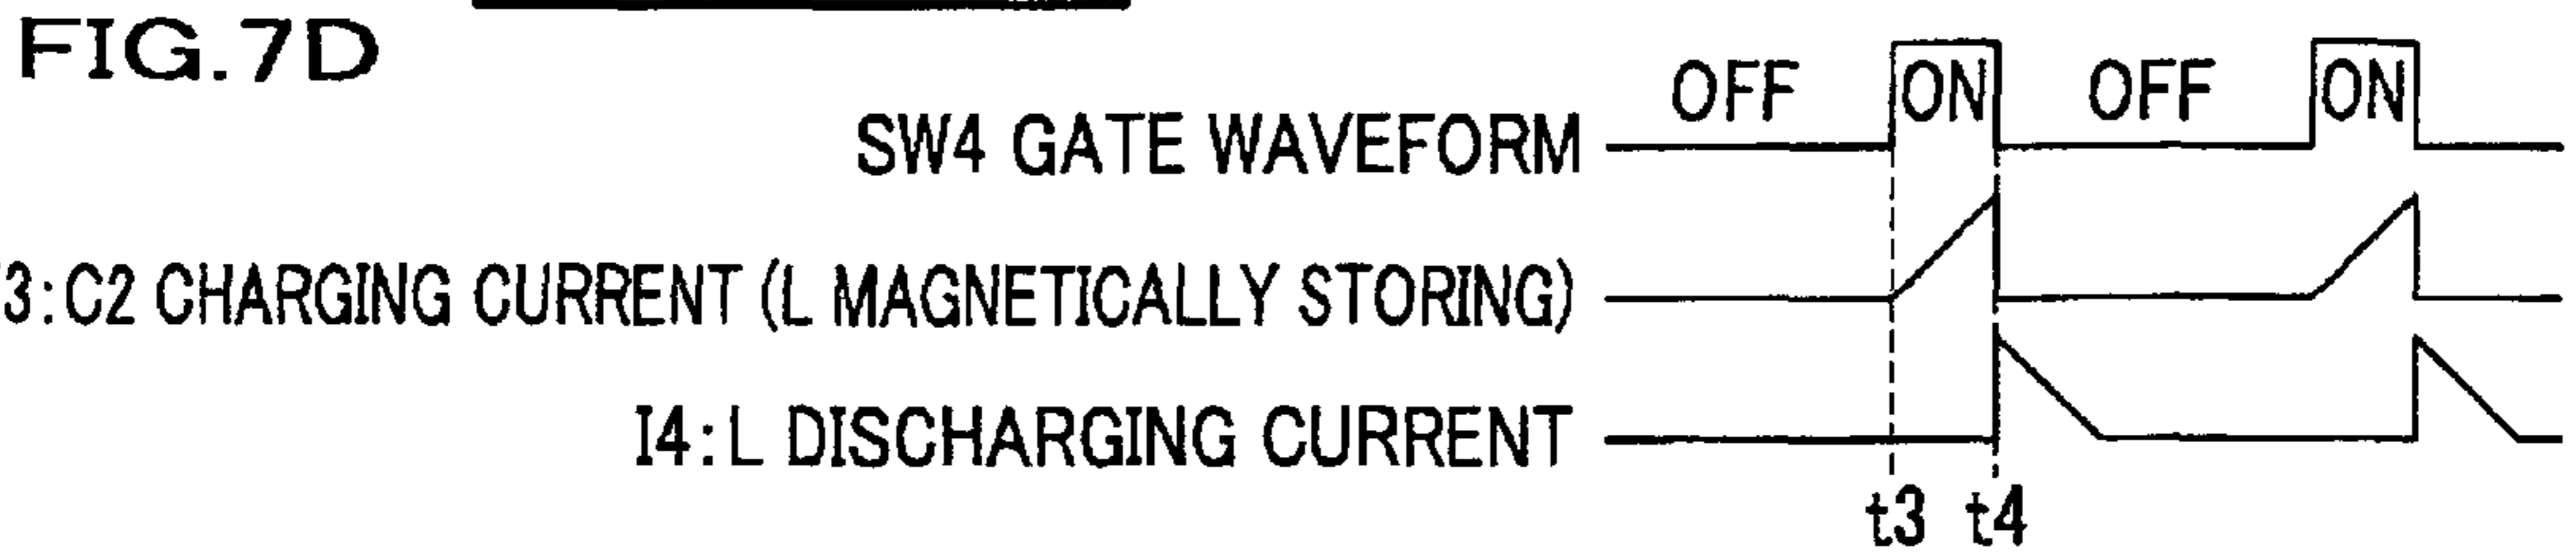 FIG.7D
OFF ON OFF ON
SW4 GATE WAVEFORM
3:C2 CHARGING CURRENT (L MAGNETICALLY STORING)
I4:L DISCHARGING CURRENT
t3 t4